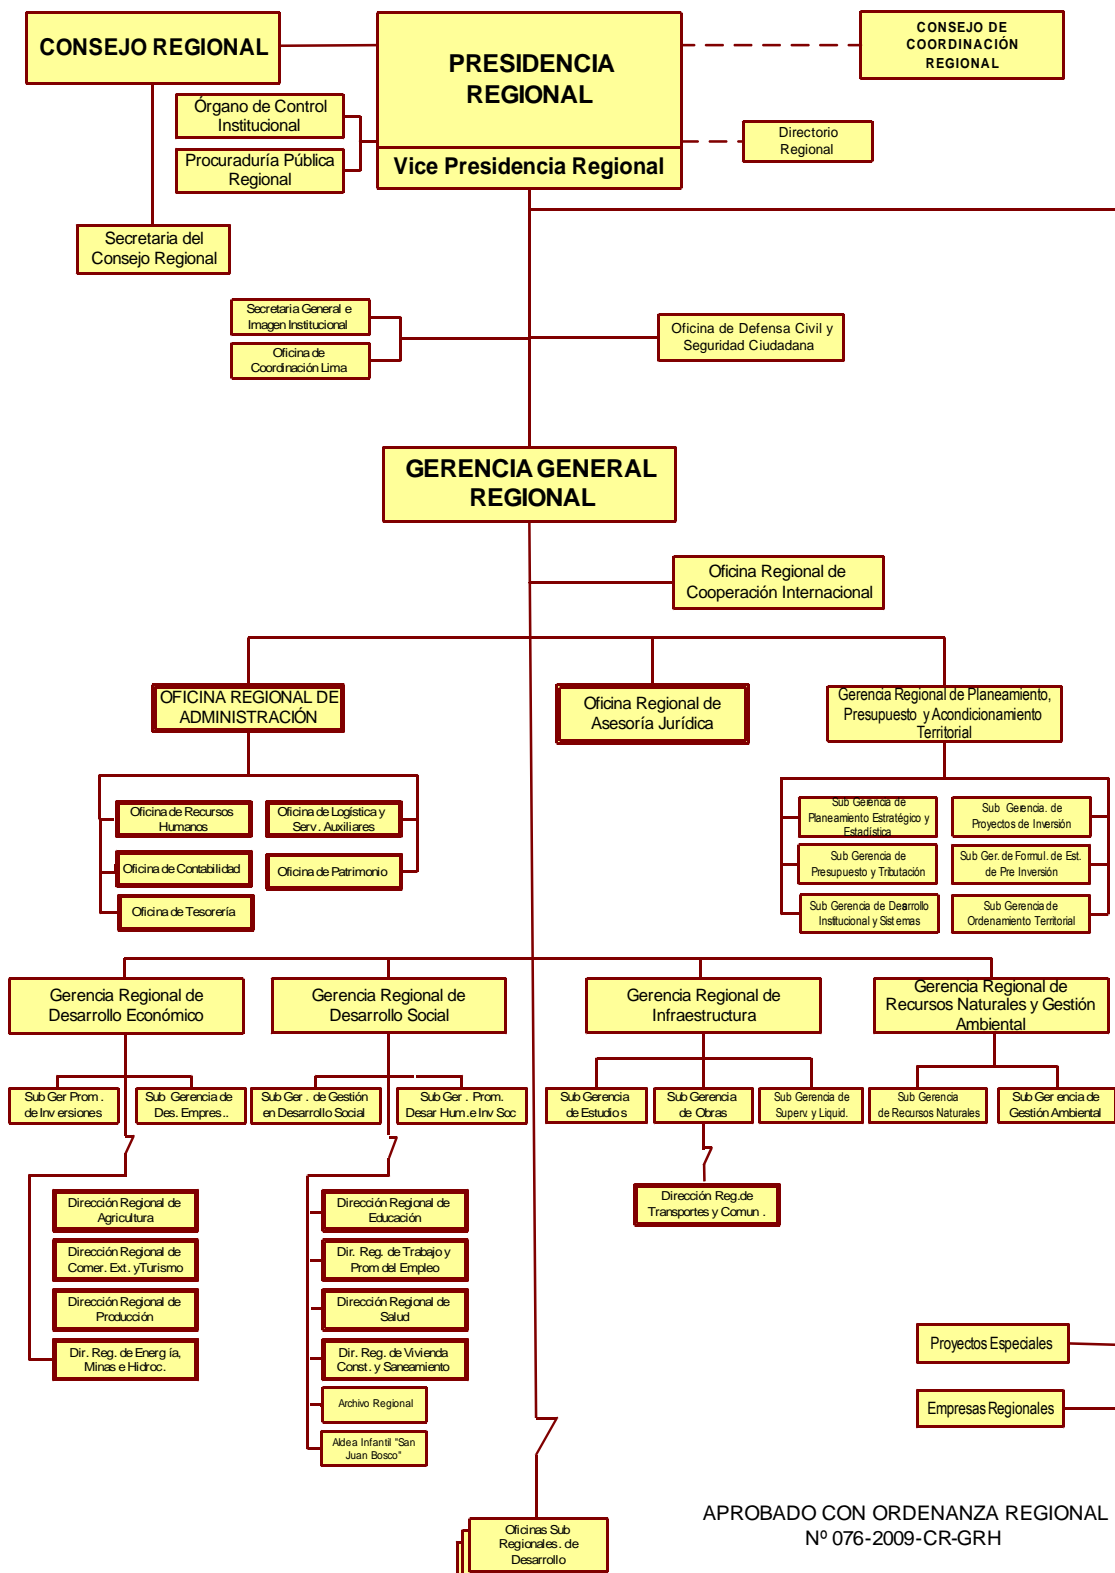 CONSEJO REGIONAL
PRESIDENCIA
REGIONAL
CONSEJO DE
COORDINACIÓN
REGIONAL
Órgano de Control
Institucional
Procuraduría Pública
Regional
Vice Presidencia Regional
Directorio
Regional
Secretaria del
Consejo Regional
Secretaria General e
Imagen Institucional
Oficina de
Coordinación Lima
Oficina de Defensa Civil y
Seguridad Ciudadana
GERENCIA GENERAL
REGIONAL
Oficina Regional de
Cooperación Internacional
OFICINA REGIONAL DE
ADMINISTRACIÓN
Oficina Regional de
Asesoría Jurídica
Gerencia Regional de Planeamiento,
Presupuesto y Acondicionamiento
Territorial
Oficina de Recursos
Humanos
Oficina de Logística y
Serv. Auxiliares
Oficina de Contabilidad
Oficina de Patrimonio
Oficina de Tesorería
Sub Gerencia de
Planeamiento Estratégico y
Estadística
Sub Gerencia. de
Proyectos de Inversión
Sub Gerencia de
Presupuesto y Tributación
Sub Ger. de Formul. de Est.
de Pre Inversión
Sub Gerencia de Desarrollo
Institucional y Sistemas
Sub Gerencia de
Ordenamiento Territorial
Gerencia Regional de
Desarrollo Económico
Gerencia Regional de
Desarrollo Social
Gerencia Regional de
Infraestructura
Gerencia Regional de
Recursos Naturales y Gestión
Ambiental
Sub Ger Prom .
de Inversiones
Sub Gerencia de
Des. Empres..
Sub Ger . de Gestión
en Desarrollo Social
Sub Ger . Prom.
Desar Hum. e Inv Soc
Sub Gerencia
de Estudios
Sub Gerencia
de Obras
Sub Gerencia de
Superv. y Liquid.
Sub Gerencia
de Recursos Naturales
Sub Gerencia de
Gestión Ambiental
Dirección Regional de
Agricultura
Dirección Regional de
Comer. Ext. y Turismo
Dirección Regional de
Producción
Dir. Reg. de Energía,
Minas e Hidroc.
Dirección Regional de
Educación
Dir. Reg. de Trabajo y
Prom del Empleo
Dirección Regional de
Salud
Dir. Reg. de Vivienda
Const. y Saneamiento
Archivo Regional
Aldea Infantil "San
Juan Bosco"
Dirección Reg.de
Transportes y Comun .
Proyectos Especiales
Empresas Regionales
Oficinas Sub
Regionales. de
Desarrollo
APROBADO CON ORDENANZA REGIONAL
Nº 076-2009-CR-GRH